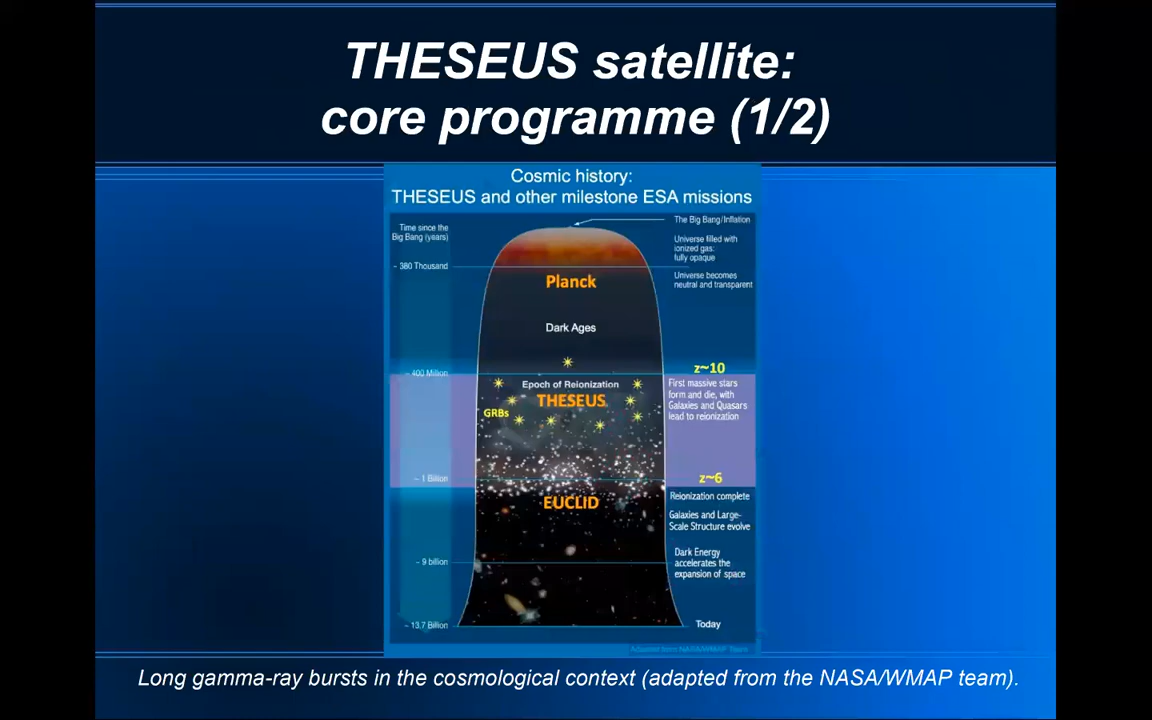 THESEUS satellite:
core programme (1/2)
Cosmic history:
THESEUS and other milestone ESA missions
Time since the
Big Bang (years)
The Big Bang/Inflation
Universe filled with
ionized gas:
fully opaque
~ 380 Thousand
Universe becomes
neutral and transparent
Planck
Dark Ages
~ 400 Million
z~10
Epoch of Reionization
THESEUS
GRBs
First massive stars
form and die, with
Galaxies and Quasars
lead to reionization
~ 1 Billion
z~6
EUCLID
Reionization complete
Galaxies and Large-
Scale Structure evolve
Dark Energy
accelerates the
expansion of space
~ 9 billion
~ 13.7 Billion
Today
Adapted from NASA/WMAP Team
Long gamma-ray bursts in the cosmological context (adapted from the NASA/WMAP team).